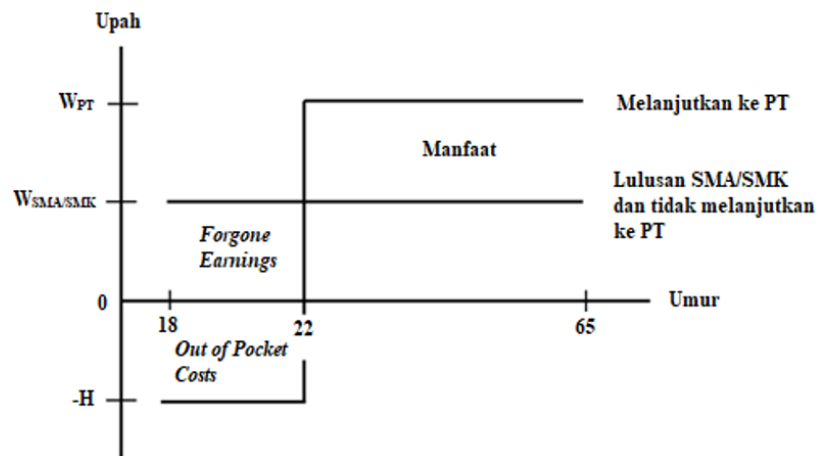 Upah
WPT
Melanjutkan ke PT
Manfaat
WSMA/SMK
Lulusan SMA/SMK
dan tidak melanjutkan
ke PT
Forgone
Earnings
0
Umur
18
22
65
Out of Pocket
Costs
-H